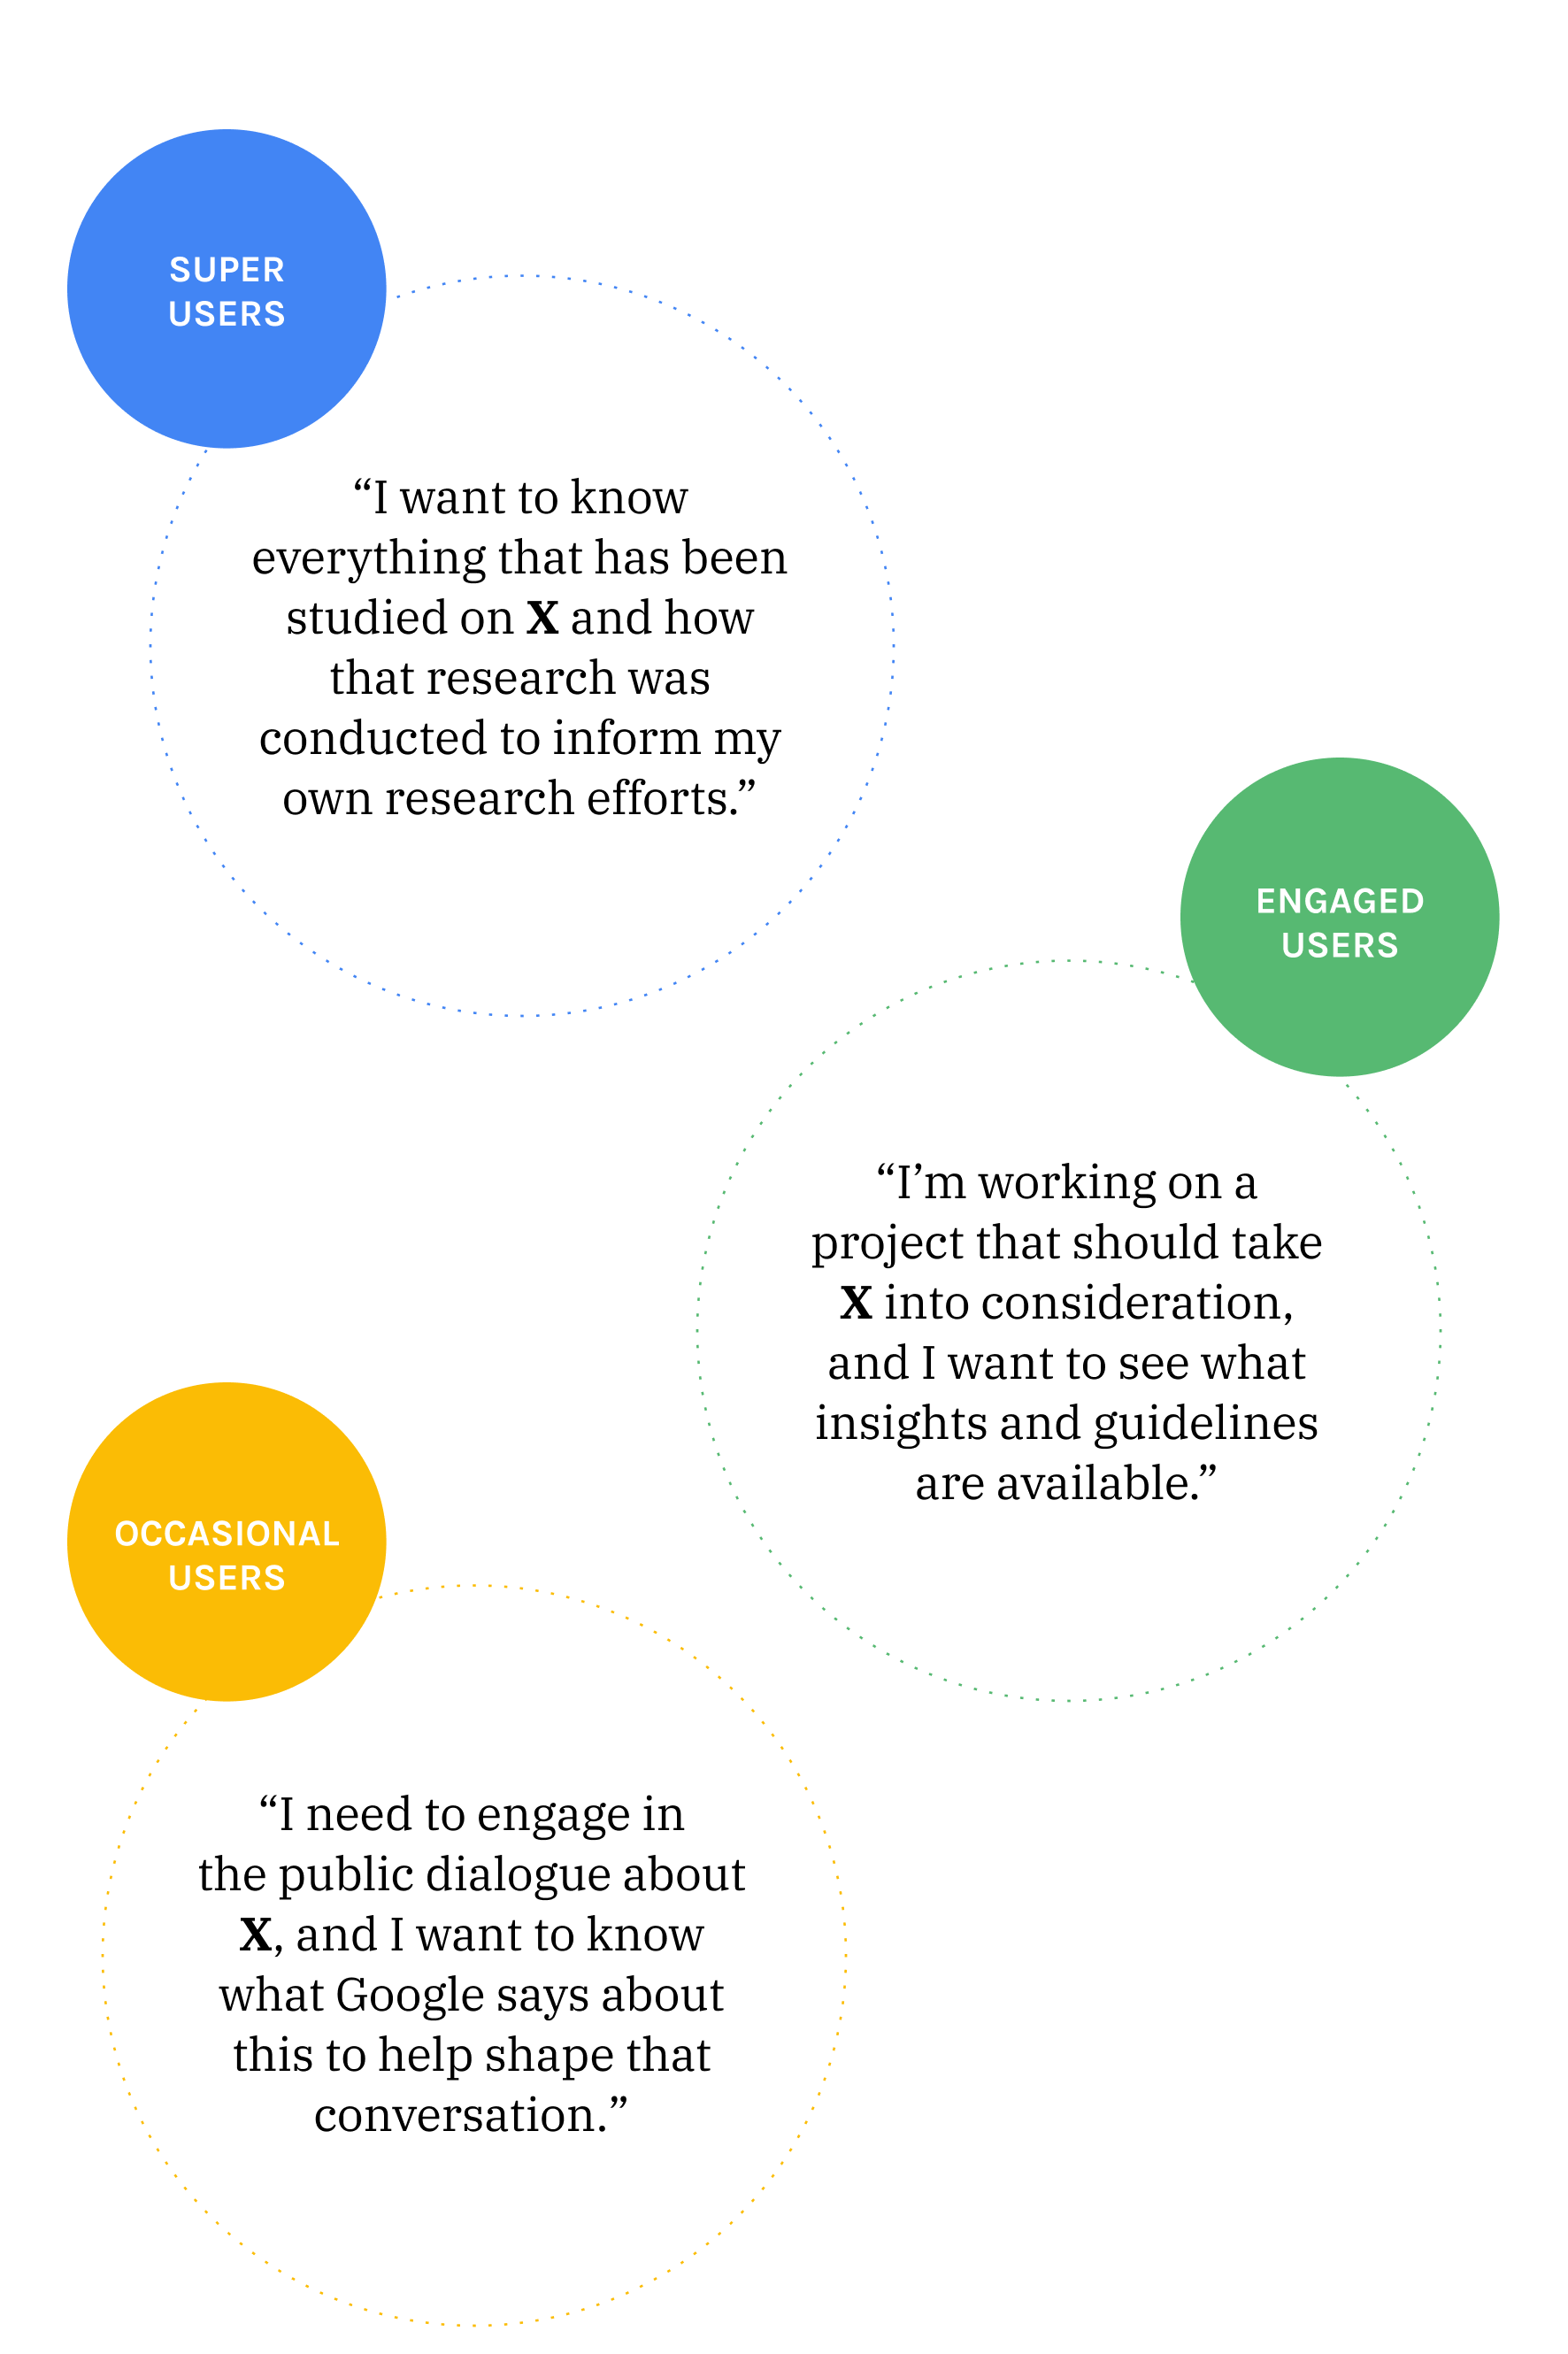 SUPER
USERS
“I want to know
everything that has been
studied on X and how
that research was
conducted to inform my
own research efforts.”
ENGAGED
USERS
“I’m working on a
project that should take
X into consideration,
and I want to see what
insights and guidelines
are available.”
OCCASIONAL
USERS
“I need to engage in
the public dialogue about
X, and I want to know
what Google says about
this to help shape that
conversation.”